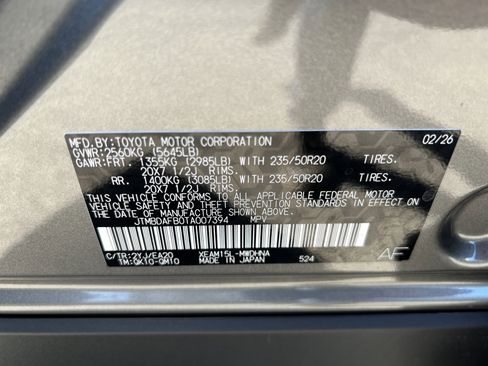 MFD.BY: TOYOTA MOTOR CORPORATION 02/26
GVWR: 2560KG (5645LB)
GAWR: FRT. 1355KG (2985LB) WITH 235/50R20 TIRES.
20X7 1/2J RIMS.
RR. 1400KG (3085LB) WITH 235/50R20 TIRES.
20X7 1/2J RIMS.
THIS VEHICLE CONFORMS TO ALL APPLICABLE FEDERAL MOTOR
VEHICLE SAFETY AND THEFT PREVENTION STANDARDS IN
EFFECT ON THE DATE OF MANUFACTURE SHOWN ABOVE.
JTMBDAFB0TA007394 MPV
C/TR: 2YJ/EA20 XEAM15L-MWDHNA
TM: QK10-QM10 MADE IN JAPAN 524 AF